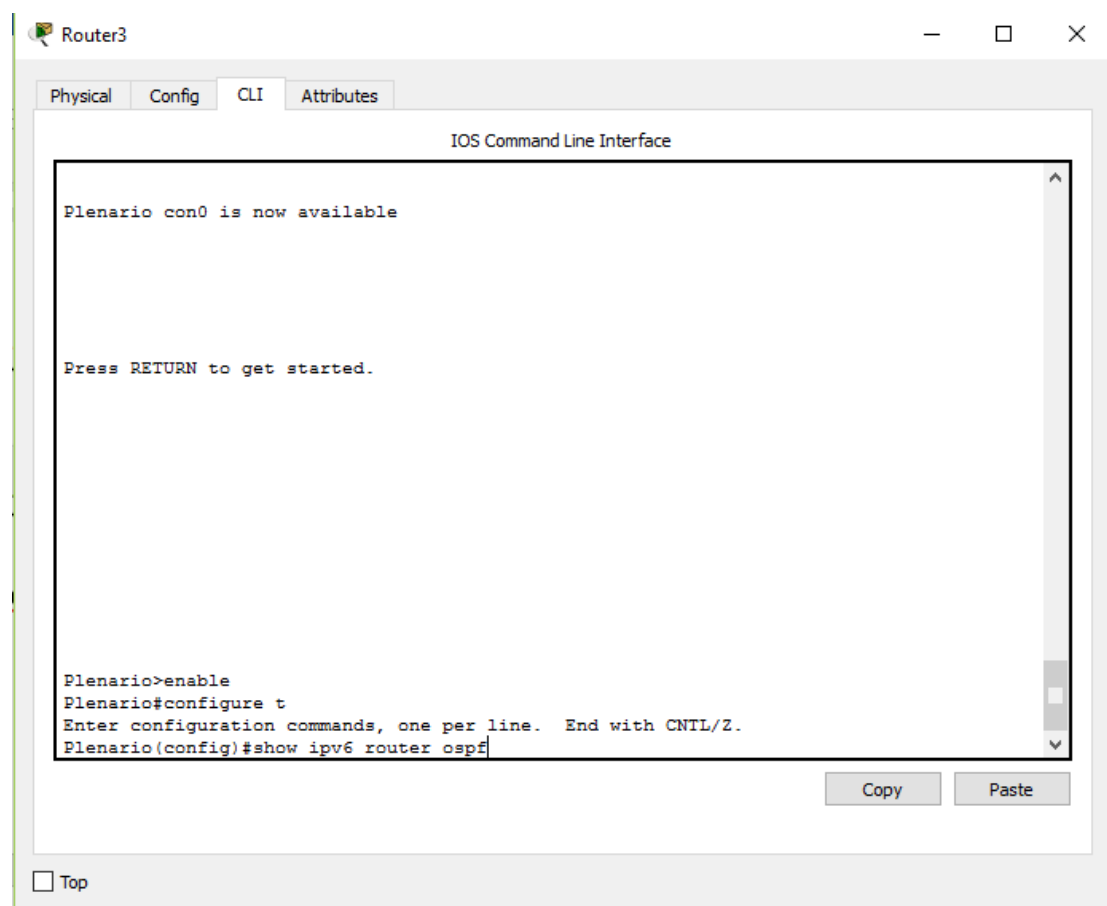 Router3
Physical Config CLI Attributes
IOS Command Line Interface
Plenario con0 is now available
Press RETURN to get started.
Plenario>enable
Plenario#configure t
Enter configuration commands, one per line.  End with CNTL/Z.
Plenario(config)#show ipv6 router ospf
Copy Paste
Top